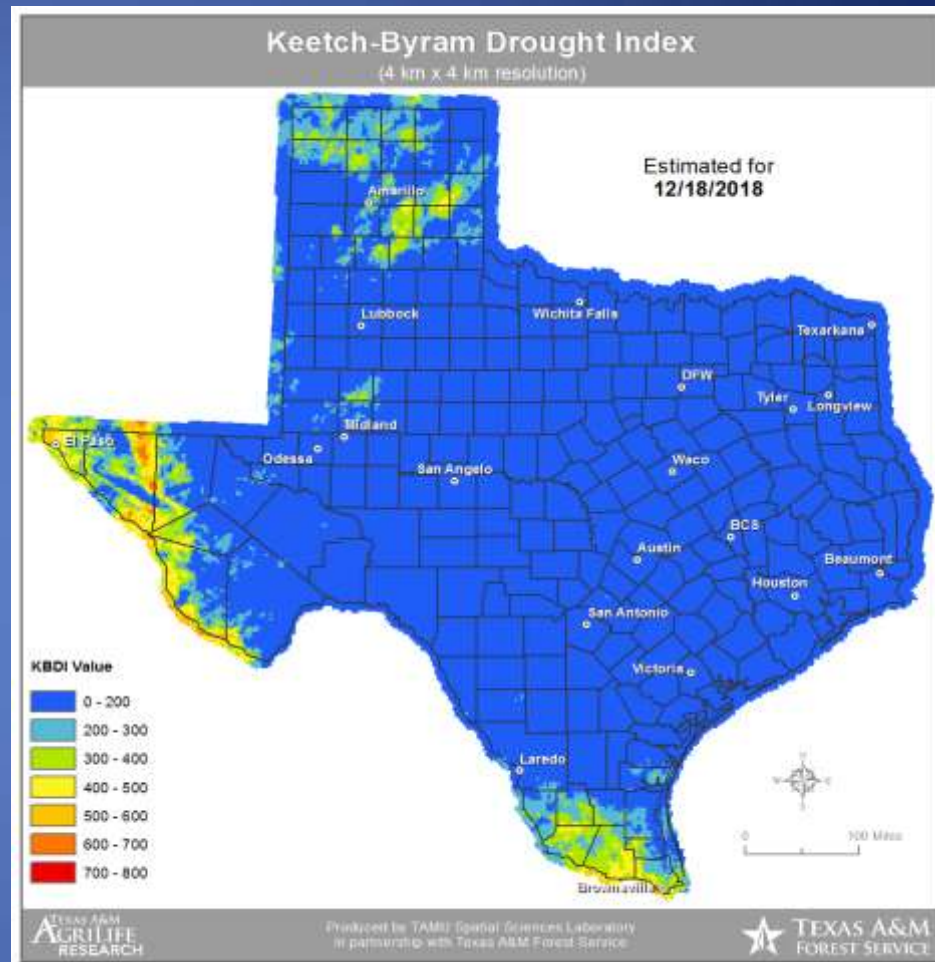 Keetch-Byram Drought Index
(4 km x 4 km resolution)
Estimated for
12/18/2018
Amarillo
Lubbock
Wichita Falls
Texarkana
DFW
Tyler
Longview
Midland
El Paso
Odessa
San Angelo
Waco
BCS
Austin
Beaumont
Houston
San Antonio
Victoria
KBDI Value
0 - 200
200 - 300
300 - 400
400 - 500
500 - 600
600 - 700
700 - 800
Laredo
Brownsville
N
W
E
S
0
100 Miles
TEXAS A&M
AGRILIFE
RESEARCH
Produced by TAMU Spatial Sciences Laboratory
in partnership with Texas A&M Forest Service
TEXAS A&M
FOREST SERVICE